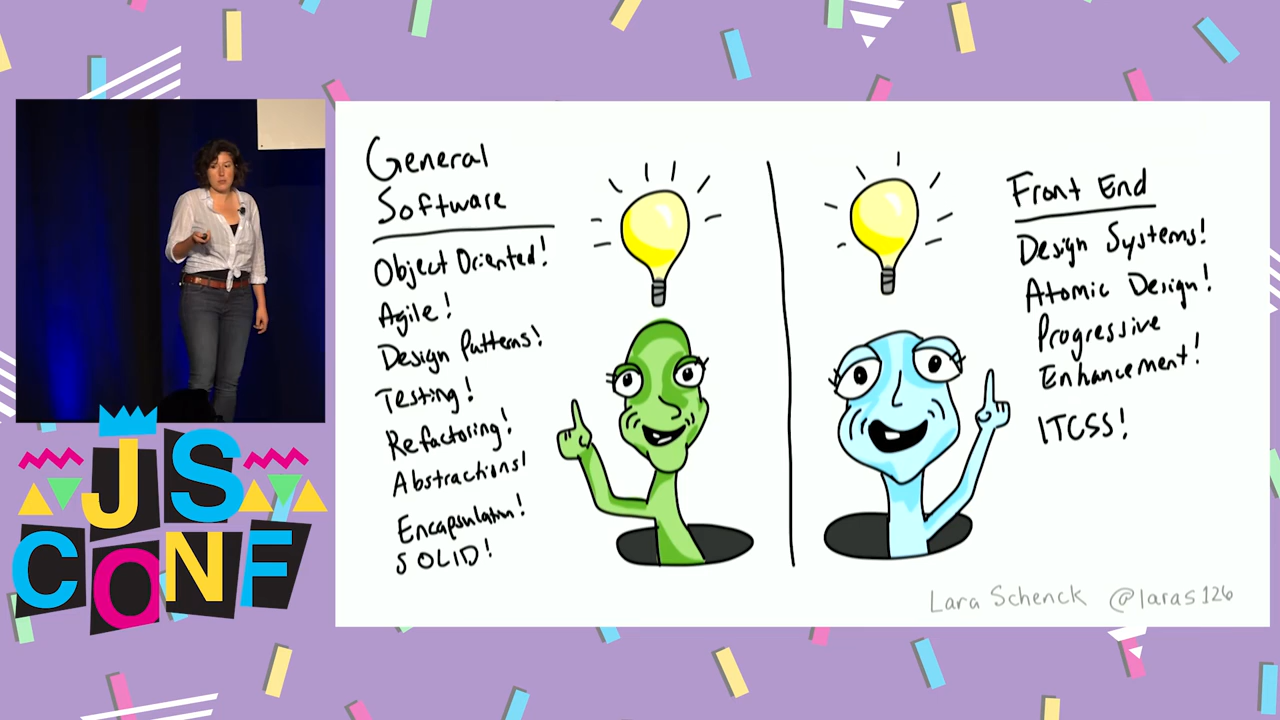 General
Software
Object Oriented!
Agile!
Design Patterns!
Testing!
Refactoring!
Abstractions!
Encapsulation!
SOLID!
Front End
Design Systems!
Atomic Design!
Progressive
Enhancement!
ITCSS!
Lara Schenck @laras126
JS
CONF